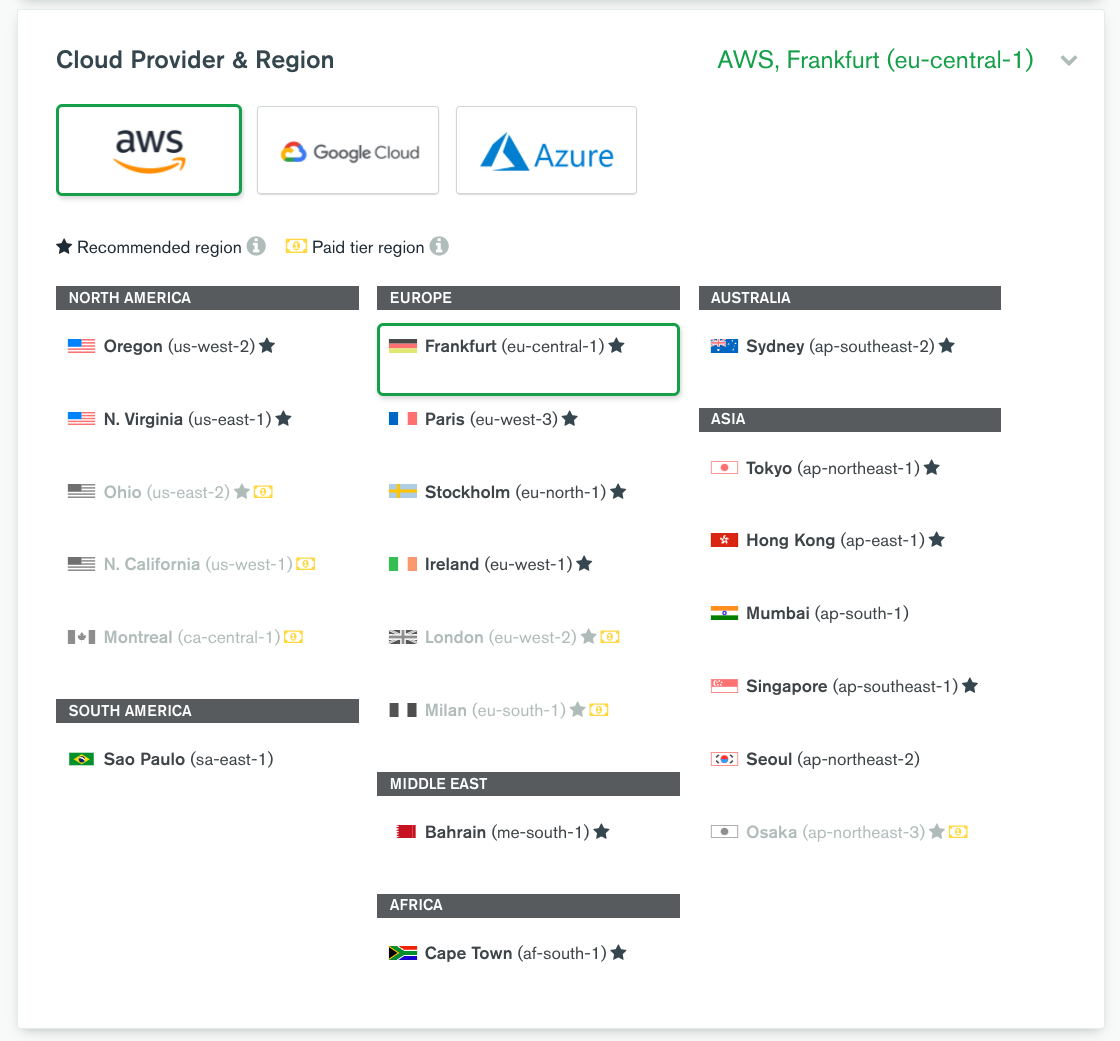 Cloud Provider & Region
AWS, Frankfurt (eu-central-1)
aws
Google Cloud
Azure
Recommended region
Paid tier region
NORTH AMERICA
Oregon (us-west-2)
N. Virginia (us-east-1)
Ohio (us-east-2)
N. California (us-west-1)
Montreal (ca-central-1)
SOUTH AMERICA
Sao Paulo (sa-east-1)
EUROPE
Frankfurt (eu-central-1)
Paris (eu-west-3)
Stockholm (eu-north-1)
Ireland (eu-west-1)
London (eu-west-2)
Milan (eu-south-1)
MIDDLE EAST
Bahrain (me-south-1)
AFRICA
Cape Town (af-south-1)
AUSTRALIA
Sydney (ap-southeast-2)
ASIA
Tokyo (ap-northeast-1)
Hong Kong (ap-east-1)
Mumbai (ap-south-1)
Singapore (ap-southeast-1)
Seoul (ap-northeast-2)
Osaka (ap-northeast-3)